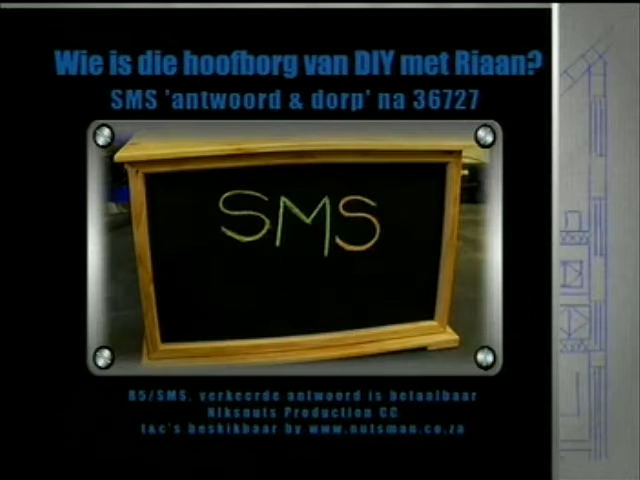 Wie is die hoofborg van DIY met Riaan?
SMS 'antwoord & dorp' na 36727
SMS
R5/SMS, verkeerde antwoord is betaalbaar
Niksnuts Production CC
t&c's beskikbaar by www.nutsman.co.za